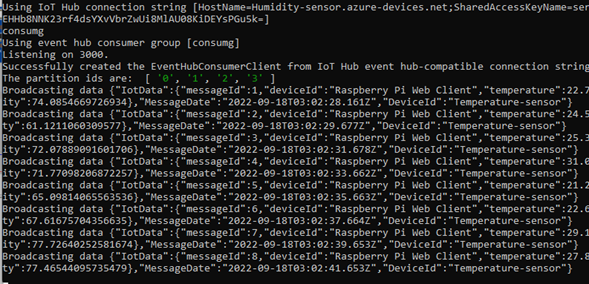 Using IoT Hub connection string [HostName=Humidity-sensor.azure-devices.net;SharedAccessKeyName=ser
EHHb8NNK23rf4dsYXvVbrZwUi8MlAU08KiDEYsPGu5k=]
consumg
Using event hub consumer group [consumg]
Listening on 3000.
Successfully created the EventHubConsumerClient from IoT Hub event hub-compatible connection string
The partition ids are:  [ '0', '1', '2', '3' ]
Broadcasting data {"IotData":{"messageId":1,"deviceId":"Raspberry Pi Web Client","temperature":22.7
ity":74.0854669726934},"MessageDate":"2022-09-18T03:02:28.161Z","DeviceId":"Temperature-sensor"}
Broadcasting data {"IotData":{"messageId":2,"deviceId":"Raspberry Pi Web Client","temperature":24.5
ity":61.1211060309577},"MessageDate":"2022-09-18T03:02:29.677Z","DeviceId":"Temperature-sensor"}
Broadcasting data {"IotData":{"messageId":3,"deviceId":"Raspberry Pi Web Client","temperature":25.3
ity":72.07889091601706},"MessageDate":"2022-09-18T03:02:31.678Z","DeviceId":"Temperature-sensor"}
Broadcasting data {"IotData":{"messageId":4,"deviceId":"Raspberry Pi Web Client","temperature":31.0
ity":71.77098206872257},"MessageDate":"2022-09-18T03:02:33.662Z","DeviceId":"Temperature-sensor"}
Broadcasting data {"IotData":{"messageId":5,"deviceId":"Raspberry Pi Web Client","temperature":21.2
ity":65.09814065563536},"MessageDate":"2022-09-18T03:02:35.663Z","DeviceId":"Temperature-sensor"}
Broadcasting data {"IotData":{"messageId":6,"deviceId":"Raspberry Pi Web Client","temperature":22.6
ity":67.61675704356635},"MessageDate":"2022-09-18T03:02:37.664Z","DeviceId":"Temperature-sensor"}
Broadcasting data {"IotData":{"messageId":7,"deviceId":"Raspberry Pi Web Client","temperature":29.1
ity":77.72640252581674},"MessageDate":"2022-09-18T03:02:39.653Z","DeviceId":"Temperature-sensor"}
Broadcasting data {"IotData":{"messageId":8,"deviceId":"Raspberry Pi Web Client","temperature":27.8
ty":77.46544095735479},"MessageDate":"2022-09-18T03:02:41.653Z","DeviceId":"Temperature-sensor"}